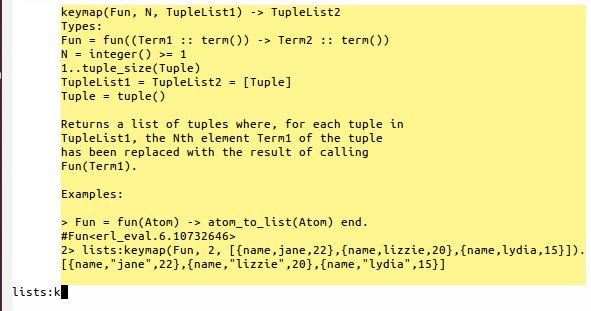 keymap(Fun, N, TupleList1) -> TupleList2
Types:
Fun = fun((Term1 :: term()) -> Term2 :: term())
N = integer() >= 1
1..tuple_size(Tuple)
TupleList1 = TupleList2 = [Tuple]
Tuple = tuple()
Returns a list of tuples where, for each tuple in
TupleList1, the Nth element Term1 of the tuple
has been replaced with the result of calling
Fun(Term1).
Examples:
> Fun = fun(Atom) -> atom_to_list(Atom) end.
#Fun<erl_eval.6.10732646>
2> lists:keymap(Fun, 2, [{name,jane,22},{name,lizzie,20},{name,lydia,15}]).
[{name,"jane",22},{name,"lizzie",20},{name,"lydia",15}]
lists:k